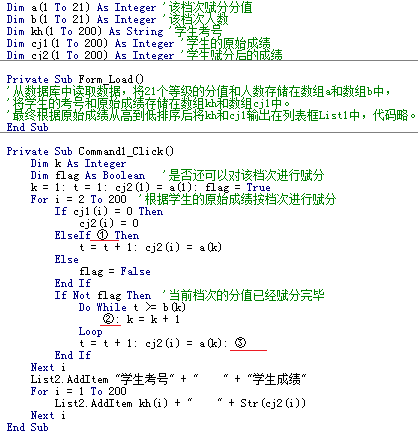 Dim a(1 To 21) As Integer '该档次赋分分值
Dim b(1 To 21) As Integer '该档次人数
Dim kh(1 To 200) As String '学生考号
Dim cj1(1 To 200) As Integer '学生的原始成绩
Dim cj2(1 To 200) As Integer '学生赋分后的成绩
Private Sub Form_Load()
'从数据库中读取数据，将21个等级的分值和人数存储在数组a和数组b中，
'将学生的考号和原始成绩存储在数组kh和数组cj1中。
'最终根据原始成绩从高到低排序后将kh和cj1输出在列表框List1中，代码略。
End Sub
Private Sub Command1_Click()
Dim k As Integer
Dim flag As Boolean '是否还可以对该档次进行赋分
k = 1: t = 1: cj2(1) = a(1): flag = True
For i = 2 To 200 '根据学生的原始成绩按档次进行赋分
If cj1(i) = 0 Then
cj2(i) = 0
ElseIf ① Then
t = t + 1: cj2(i) = a(k)
Else
flag = False
End If
If Not flag Then '当前档次的分值已经赋分完毕
Do While t >= b(k)
②: k = k + 1
Loop
t = t + 1: cj2(i) = a(k): ③
End If
Next i
List2.AddItem "学生考号" + "    " + "学生成绩"
For i = 1 To 200
List2.AddItem kh(i) + "    " + Str(cj2(i))
Next i
End Sub